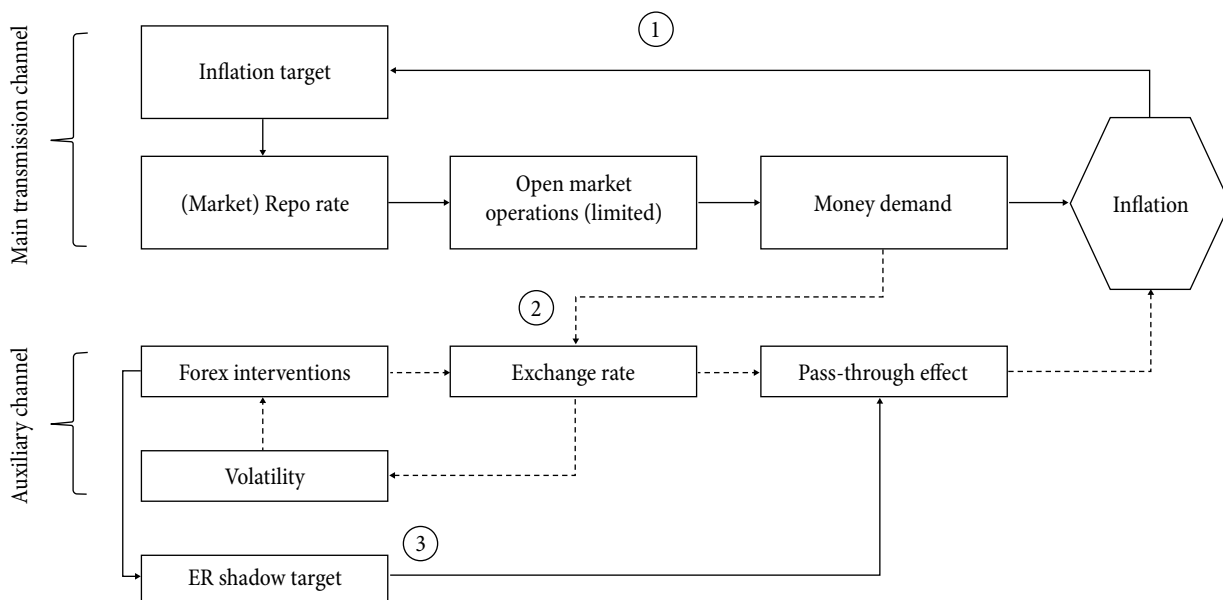 Main transmission channel
1
Inflation target
(Market) Repo rate
Open market
operations (limited)
Money demand
Inflation
Auxiliary channel
2
Forex interventions
Exchange rate
Pass-through effect
Volatility
3
ER shadow target